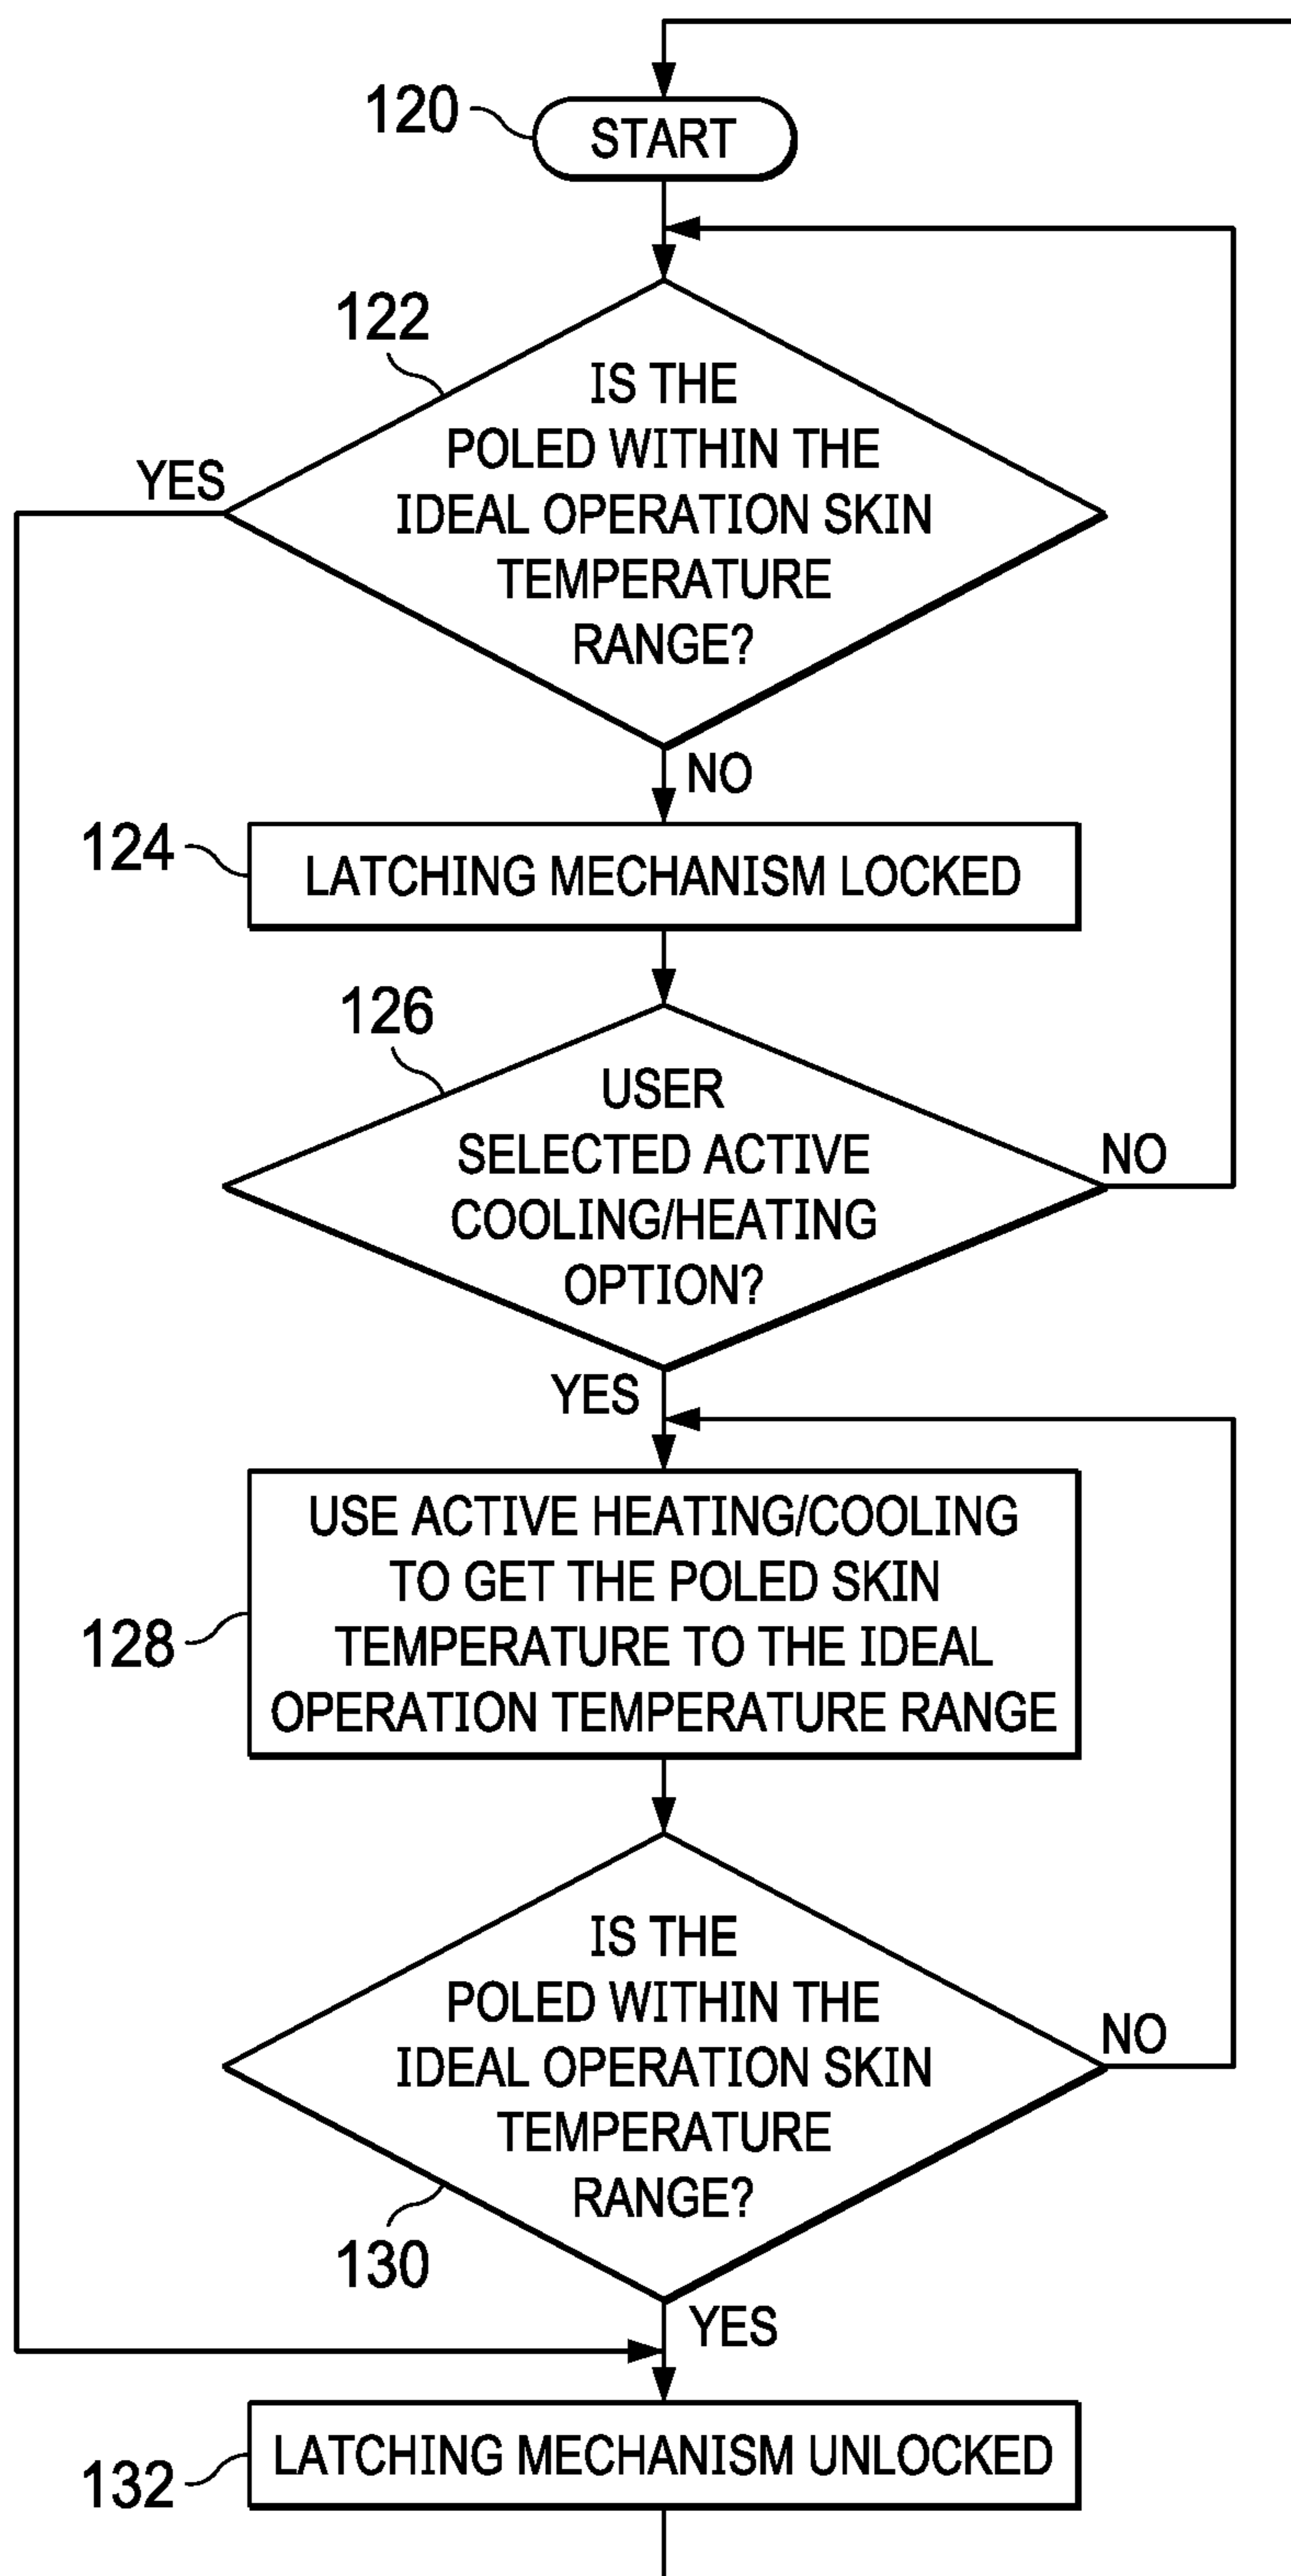 120
START
122
IS THE
POLED WITHIN THE
IDEAL OPERATION SKIN
TEMPERATURE
RANGE?
YES
NO
124
LATCHING MECHANISM LOCKED
126
USER
SELECTED ACTIVE
COOLING/HEATING
OPTION?
NO
YES
USE ACTIVE HEATING/COOLING
TO GET THE POLED SKIN
TEMPERATURE TO THE IDEAL
OPERATION TEMPERATURE RANGE
128
IS THE
POLED WITHIN THE
IDEAL OPERATION SKIN
TEMPERATURE
RANGE?
NO
130
YES
LATCHING MECHANISM UNLOCKED
132